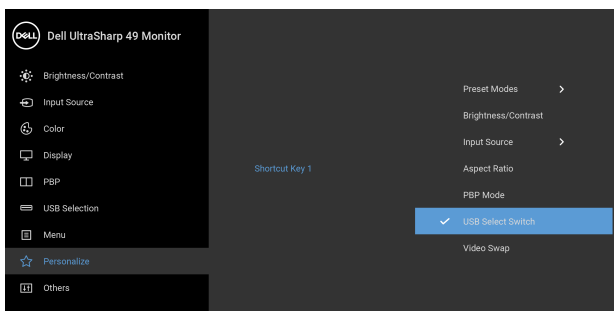 DELL Dell UltraSharp 49 Monitor
Brightness/Contrast
Input Source
Color
Display
PBP
USB Selection
Menu
Personalize
Others
Shortcut Key 1
Preset Modes
Brightness/Contrast
Input Source
Aspect Ratio
PBP Mode
USB Select Switch
Video Swap